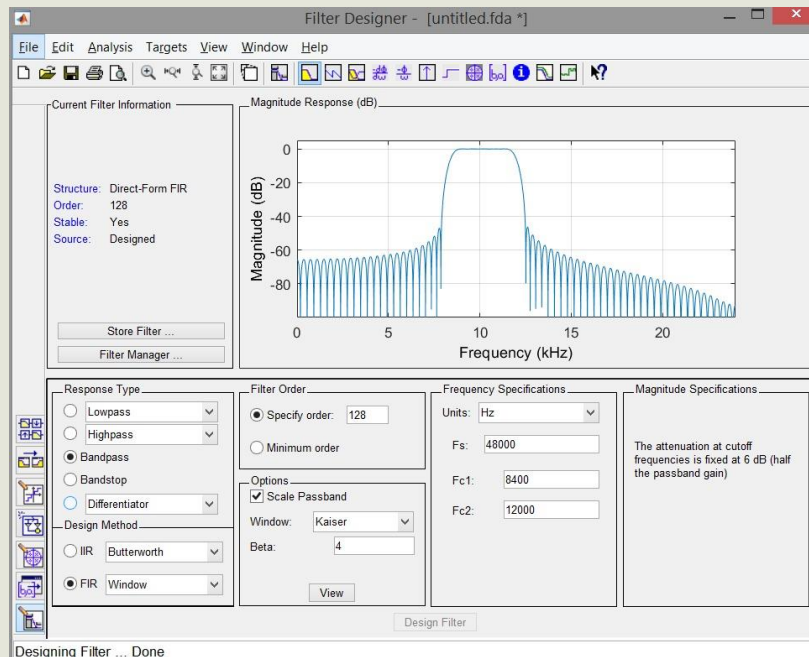 Filter Designer - [untitled.fda *]
File Edit Analysis Targets View Window Help
Current Filter Information
Structure: Direct-Form FIR
Order: 128
Stable: Yes
Source: Designed
Store Filter ...
Filter Manager ...
Magnitude Response (dB)
Magnitude (dB)
0
-20
-40
-60
-80
0 5 10 15 20
Frequency (kHz)
Response Type
Lowpass
Highpass
Bandpass
Bandstop
Differentiator
Design Method
IIR Butterworth
FIR Window
Filter Order
Specify order: 128
Minimum order
Options
Scale Passband
Window: Kaiser
Beta: 4
View
Frequency Specifications
Units: Hz
Fs: 48000
Fc1: 8400
Fc2: 12000
Magnitude Specifications
The attenuation at cutoff
frequencies is fixed at 6 dB (half
the passband gain)
Design Filter
Designing Filter ... Done